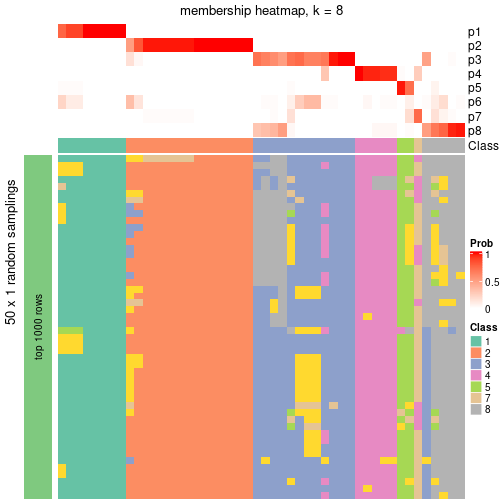 membership heatmap, k = 8
p1
p2
p3
p4
p5
p6
p7
p8
Class
50 x 1 random samplings
top 1000 rows
Prob
1
0.5
0
Class
1
2
3
4
5
7
8